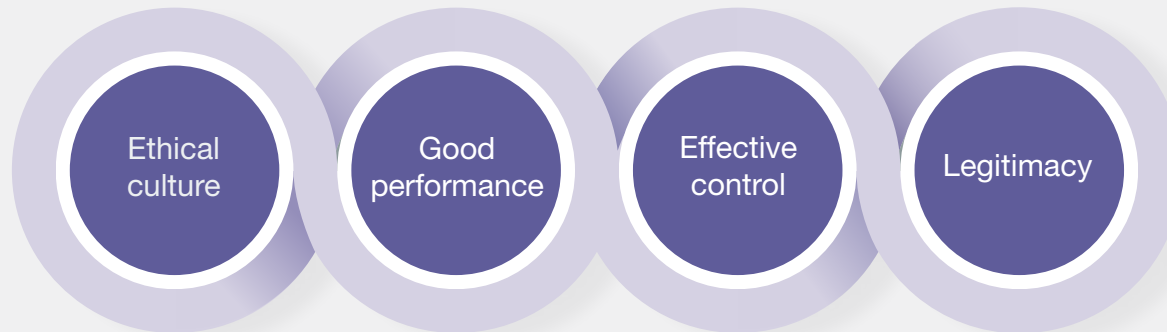 Ethical
culture
Good
performance
Effective
control
Legitimacy